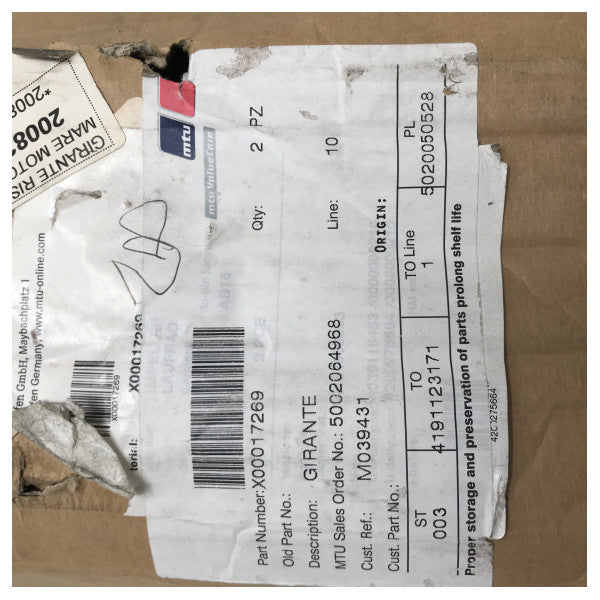 GIRANTE RIS
MARE MOTO
2008
*2008
fen GmbH, Maybachplatz 1
fen Germany, www.mtu-online.com
X00017269
terial: X00017269
mtu
mtu ValueCare
Part Number: X00017269 Qty: 2 PZ
Old Part No.:
Description: GIRANTE
MTU Sales Order No.: 5002064968 Line: 10
Cust. Ref.: M039431
Cust. Part No.: ORIGIN:
ST TO TO Line PL
003 4191123171 1 5020050528
Proper storage and preservation of parts prolong shelf life